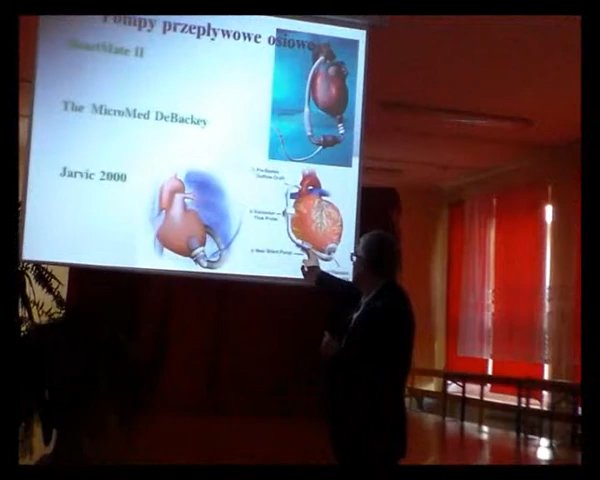 Pompy przepływowe osiowe
HeartMate II
The MicroMed DeBackey
Jarvic 2000